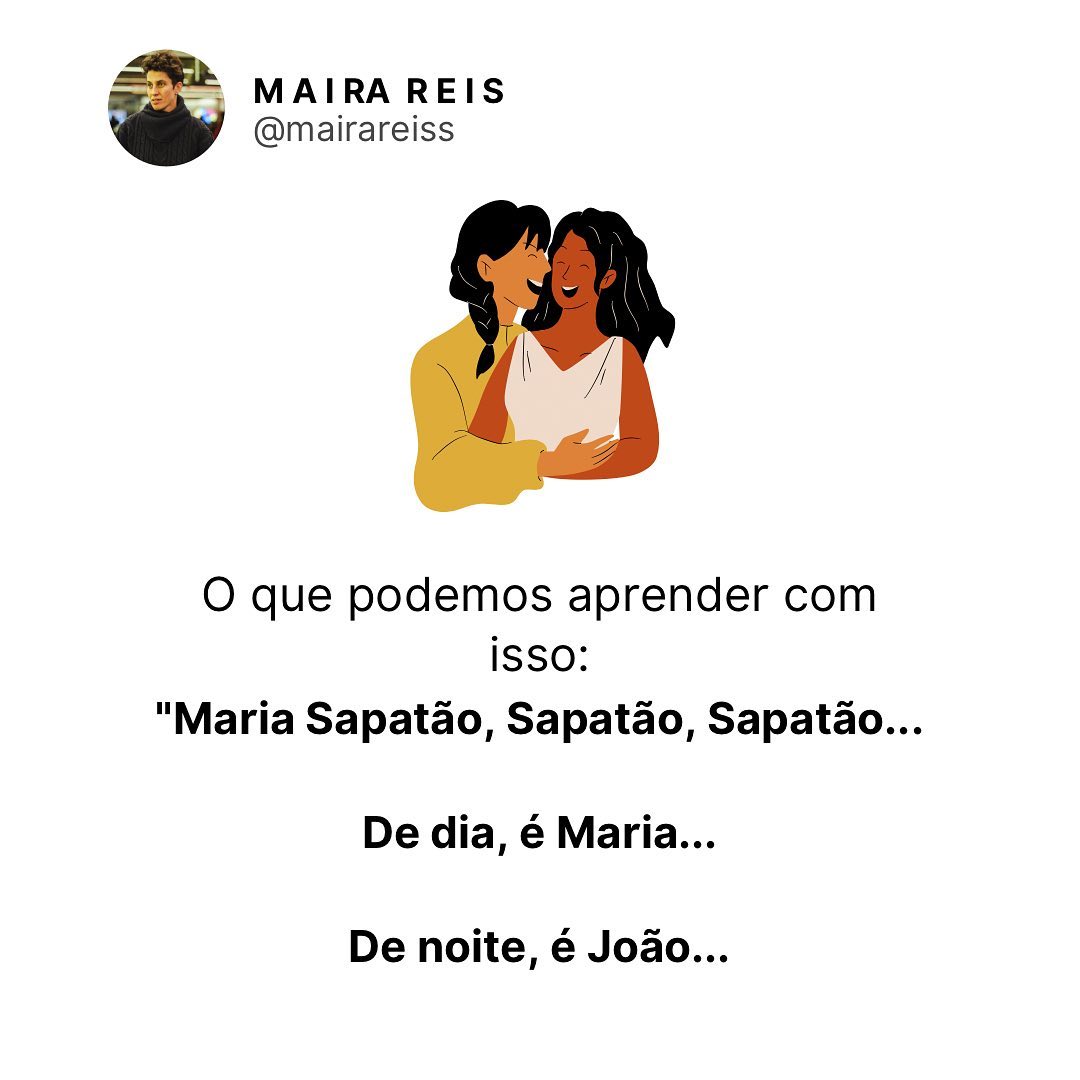 MAIRA REIS
@mairareiss
O que podemos aprender com
isso:
"Maria Sapatão, Sapatão, Sapatão...
De dia, é Maria...
De noite, é João...